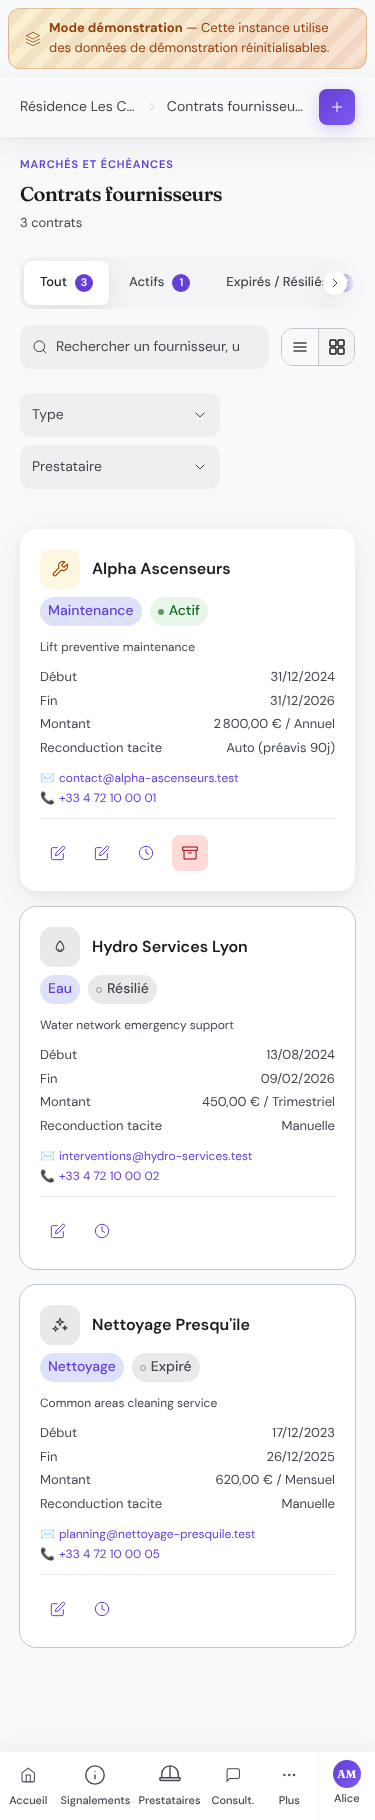 Mode démonstration — Cette instance utilise
des données de démonstration réinitialisables.
Résidence Les C...
Contrats fournisseu...
MARCHÉS ET ÉCHÉANCES
Contrats fournisseurs
3 contrats
Tout 3
Actifs 1
Expirés / Résiliés
Rechercher un fournisseur, u
Type
Prestataire
Alpha Ascenseurs
Maintenance
Actif
Lift preventive maintenance
Début 31/12/2024
Fin 31/12/2026
Montant 2 800,00 € / Annuel
Reconduction tacite Auto (préavis 90j)
contact@alpha-ascenseurs.test
+33 4 72 10 00 01
Hydro Services Lyon
Eau
Résilié
Water network emergency support
Début 13/08/2024
Fin 09/02/2026
Montant 450,00 € / Trimestriel
Reconduction tacite Manuelle
interventions@hydro-services.test
+33 4 72 10 00 02
Nettoyage Presqu'ile
Nettoyage
Expiré
Common areas cleaning service
Début 17/12/2023
Fin 26/12/2025
Montant 620,00 € / Mensuel
Reconduction tacite Manuelle
planning@nettoyage-presquile.test
+33 4 72 10 00 05
Accueil
Signalements
Prestataires
Consult.
Plus
AM
Alice